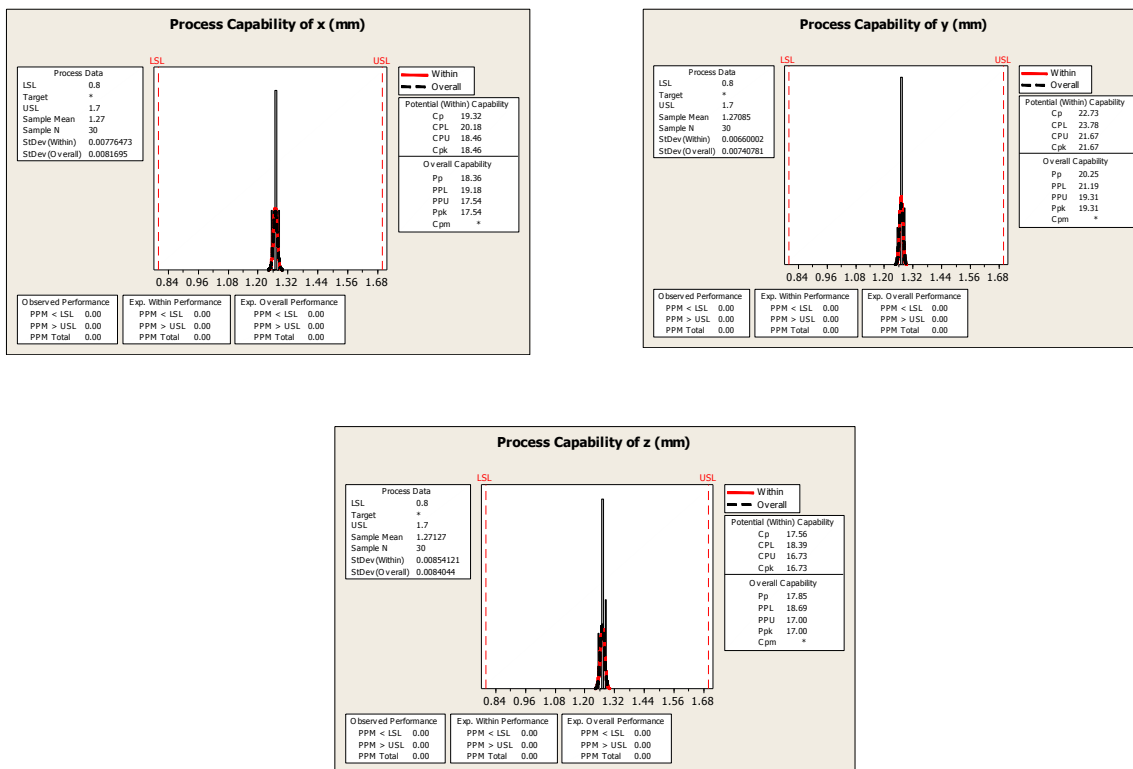 Process Capability of x (mm)
LSL
USL
Process Data
LSL 0.8
Target *
USL 1.7
Sample Mean 1.27
Sample N 30
StDev(Within) 0.00776473
StDev(Overall) 0.0081695
Within
Overall
Potential (Within) Capability
Cp 19.32
CPL 20.18
CPU 18.46
Cpk 18.46
Overall Capability
Pp 18.36
PPL 19.18
PPU 17.54
Ppk 17.54
Cpm *
0.84 0.96 1.08 1.20 1.32 1.44 1.56 1.68
Observed Performance
PPM < LSL 0.00
PPM > USL 0.00
PPM Total 0.00
Exp. Within Performance
PPM < LSL 0.00
PPM > USL 0.00
PPM Total 0.00
Exp. Overall Performance
PPM < LSL 0.00
PPM > USL 0.00
PPM Total 0.00
Process Capability of y (mm)
LSL
USL
Process Data
LSL 0.8
Target *
USL 1.7
Sample Mean 1.27085
Sample N 30
StDev(Within) 0.00660002
StDev(Overall) 0.00740781
Within
Overall
Potential (Within) Capability
Cp 22.73
CPL 23.78
CPU 21.67
Cpk 21.67
Overall Capability
Pp 20.25
PPL 21.19
PPU 19.31
Ppk 19.31
Cpm *
0.84 0.96 1.08 1.20 1.32 1.44 1.56 1.68
Observed Performance
PPM < LSL 0.00
PPM > USL 0.00
PPM Total 0.00
Exp. Within Performance
PPM < LSL 0.00
PPM > USL 0.00
PPM Total 0.00
Exp. Overall Performance
PPM < LSL 0.00
PPM > USL 0.00
PPM Total 0.00
Process Capability of z (mm)
LSL
USL
Process Data
LSL 0.8
Target *
USL 1.7
Sample Mean 1.27127
Sample N 30
StDev(Within) 0.00854121
StDev(Overall) 0.0084044
Within
Overall
Potential (Within) Capability
Cp 17.56
CPL 18.39
CPU 16.73
Cpk 16.73
Overall Capability
Pp 17.85
PPL 18.69
PPU 17.00
Ppk 17.00
Cpm *
0.84 0.96 1.08 1.20 1.32 1.44 1.56 1.68
Observed Performance
PPM < LSL 0.00
PPM > USL 0.00
PPM Total 0.00
Exp. Within Performance
PPM < LSL 0.00
PPM > USL 0.00
PPM Total 0.00
Exp. Overall Performance
PPM < LSL 0.00
PPM > USL 0.00
PPM Total 0.00